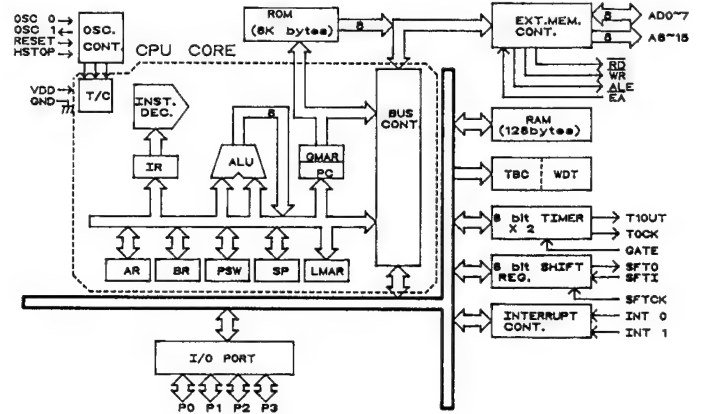 OSC 0
OSC 1
RESET
HSTOP
OSC.
CONT.
ROM
(8K bytes)
8
EXT.MEM.
CONT.
8
AD0~7
8
A8~15
RD
WR
ALE
EA
CPU CORE
VDD
GND
T/C
INST.
DEC.
8
BUS
CONT.
RAM
(128bytes)
IR
ALU
GMAR
PC
TBC
WDT
8 bit TIMER
X 2
T1OUT
T0CK
GATE
AR
BR
PSW
SP
LMAR
8 bit SHIFT
REG.
SFTO
SFTI
SFTCK
INTERRUPT
CONT.
INT 0
INT 1
I/O PORT
P0
P1
P2
P3